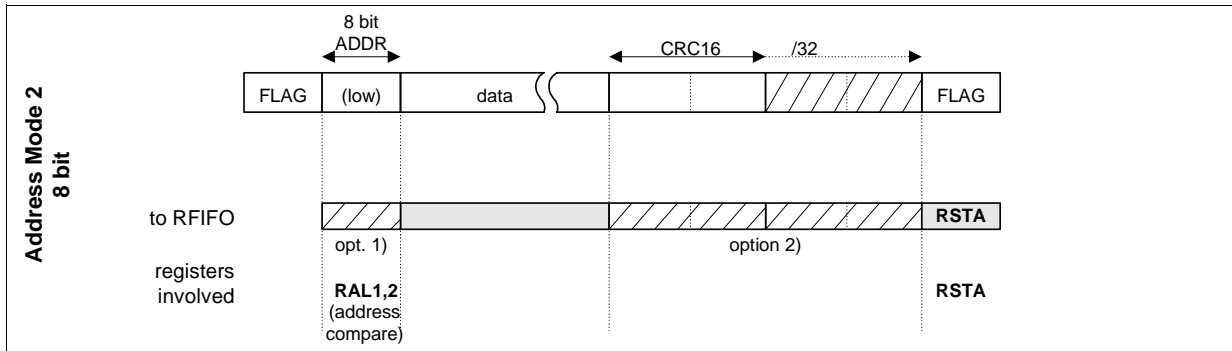 Address Mode 2
8 bit
8 bit
ADDR
CRC16 /32
FLAG (low) data FLAG
to RFIFO RSTA
opt. 1) option 2)
registers
involved RAL1,2 RSTA
(address
compare)